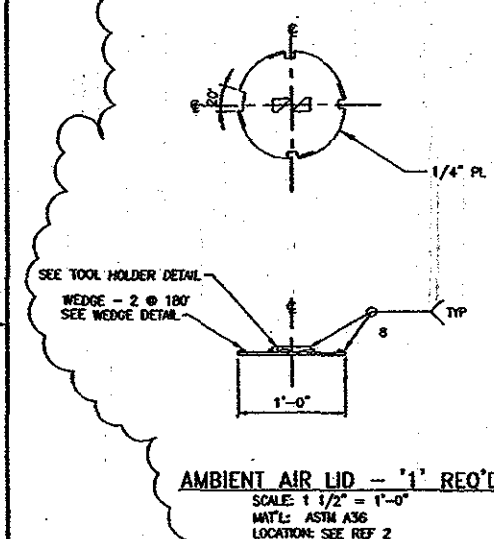 20°
1/4" PL
SEE TOOL HOLDER DETAIL
WEDGE - 2 @ 180°
SEE WEDGE DETAIL
TYP
8
1'-0"
AMBIENT AIR LID - '1' REQ'D
SCALE: 1 1/2" = 1'-0"
MAT'L: ASTM A36
LOCATION: SEE REF 2